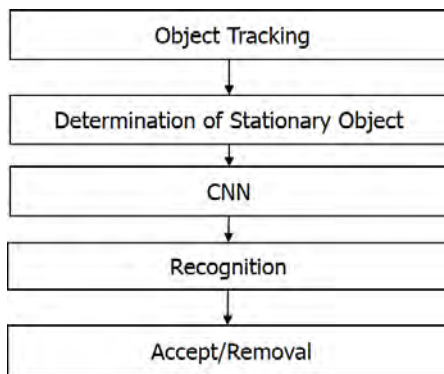 Object Tracking
Determination of Stationary Object
CNN
Recognition
Accept/Removal